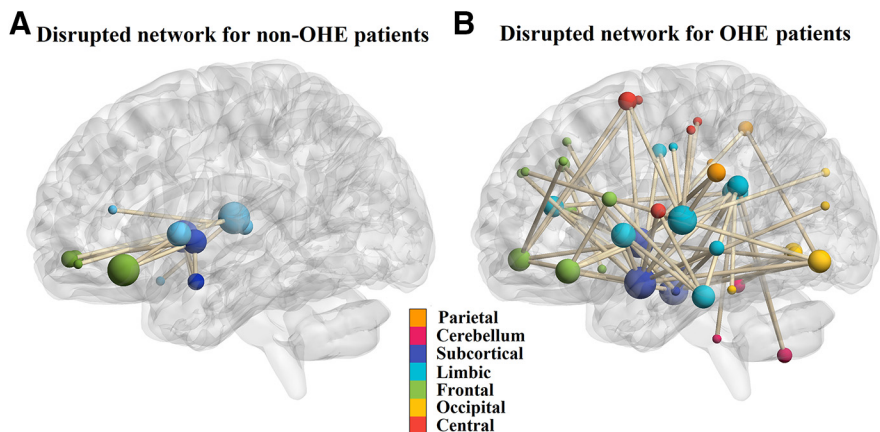 A
Disrupted network for non-OHE patients
B
Disrupted network for OHE patients
Parietal
Cerebellum
Subcortical
Limbic
Frontal
Occipital
Central